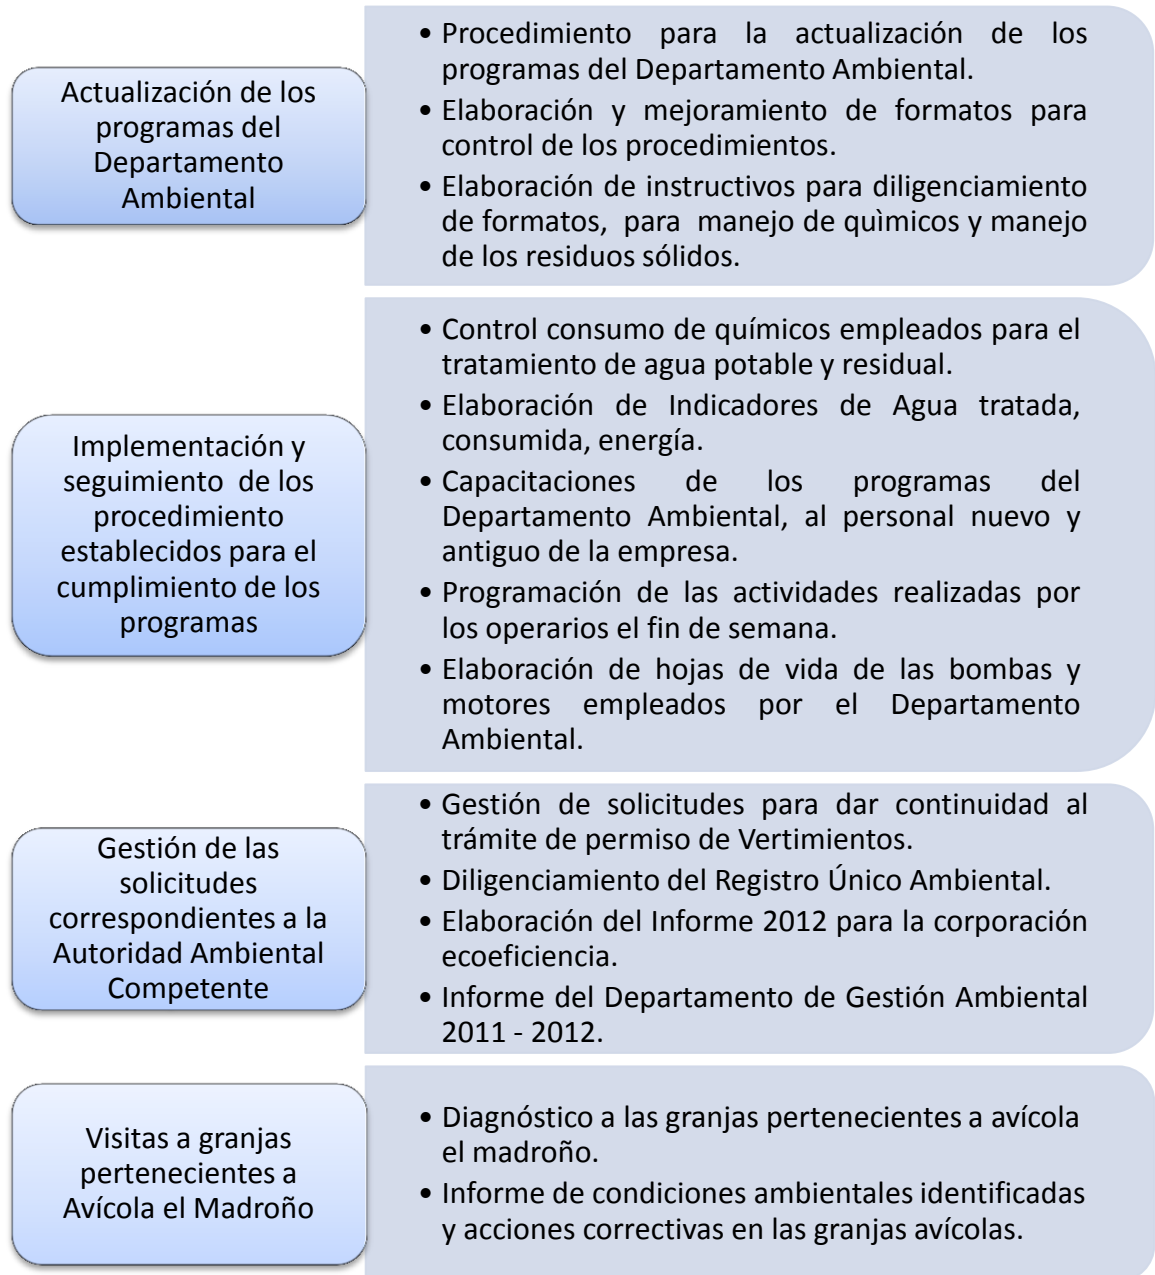 Actualización de los
programas del
Departamento
Ambiental
• Procedimiento para la actualización de los
programas del Departamento Ambiental.
• Elaboración y mejoramiento de formatos para
control de los procedimientos.
• Elaboración de instructivos para diligenciamiento
de formatos, para manejo de quìmicos y manejo
de los residuos sólidos.
Implementación y
seguimiento de los
procedimiento
establecidos para el
cumplimiento de los
programas
• Control consumo de químicos empleados para el
tratamiento de agua potable y residual.
• Elaboración de Indicadores de Agua tratada,
consumida, energía.
• Capacitaciones de los programas del
Departamento Ambiental, al personal nuevo y
antiguo de la empresa.
• Programación de las actividades realizadas por
los operarios el fin de semana.
• Elaboración de hojas de vida de las bombas y
motores empleados por el Departamento
Ambiental.
Gestión de las
solicitudes
correspondientes a la
Autoridad Ambiental
Competente
• Gestión de solicitudes para dar continuidad al
trámite de permiso de Vertimientos.
• Diligenciamiento del Registro Único Ambiental.
• Elaboración del Informe 2012 para la corporación
ecoeficiencia.
• Informe del Departamento de Gestión Ambiental
2011 - 2012.
Visitas a granjas
pertenecientes a
Avícola el Madroño
• Diagnóstico a las granjas pertenecientes a avícola
el madroño.
• Informe de condiciones ambientales identificadas
y acciones correctivas en las granjas avícolas.